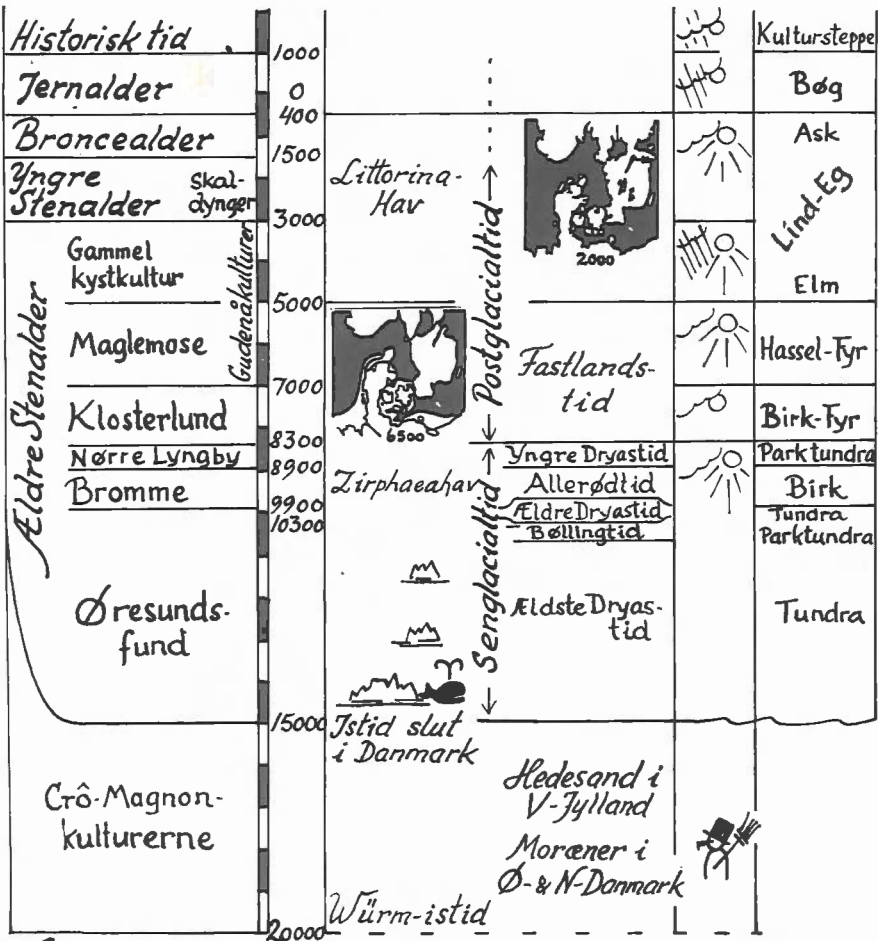 Historisk tid
Jernalder
Broncealder
Yngre
Stenalder
Skal-
dynger
Ældre Stenalder
Gammel
kystkultur
Maglemose
Klosterlund
Nørre Lyngby
Bromme
Øresunds-
fund
Crô-Magnon-
kulturerne
Gudenåkulturer
1000
0
400
1500
3000
5000
7000
8300
8900
9900
10300
15000
20000
Littorina-
Hav
6500
Zirphaeahav
Istid slut
i Danmark
Würm-istid
Postglacialtid
Senglacialtid
2000
Fastlands-
tid
Yngre Dryastid
Allerødtid
Ældre Dryastid
Bøllingtid
Ældste Dryas-
tid
Hedesand i
V-Jylland
Moræner i
Ø- & N-Danmark
Kultursteppe
Bøg
Ask
Lind-Eg
Elm
Hassel-Fyr
Birk-Fyr
Parktundra
Birk
Tundra
Parktundra
Tundra